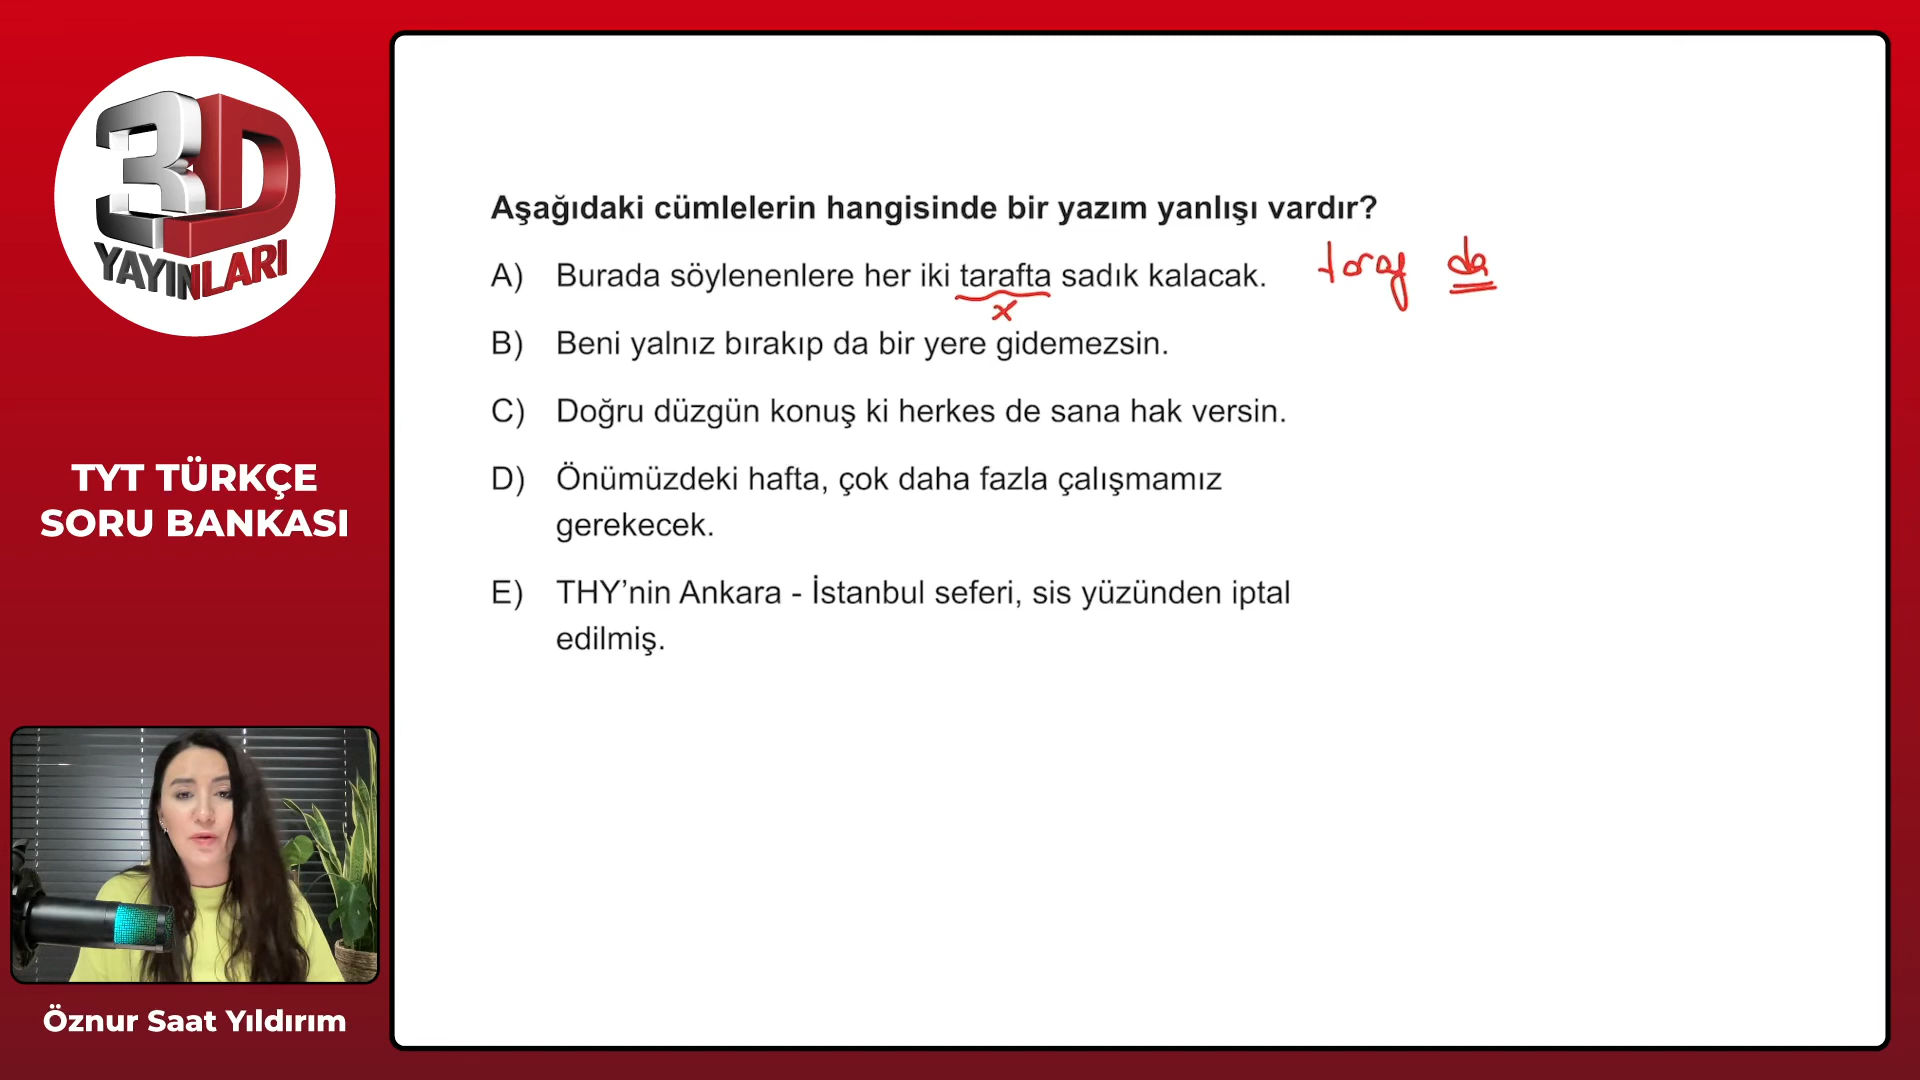 3D
YAYINLARI
TYT TÜRKÇE
SORU BANKASI
Öznur Saat Yıldırım
Aşağıdaki cümlelerin hangisinde bir yazım yanlışı vardır?
A) Burada söylenenlere her iki tarafta sadık kalacak. taraf da
x
B) Beni yalnız bırakıp da bir yere gidemezsin.
C) Doğru düzgün konuş ki herkes de sana hak versin.
D) Önümüzdeki hafta, çok daha fazla çalışmamız
gerekecek.
E) THY’nin Ankara - İstanbul seferi, sis yüzünden iptal
edilmiş.